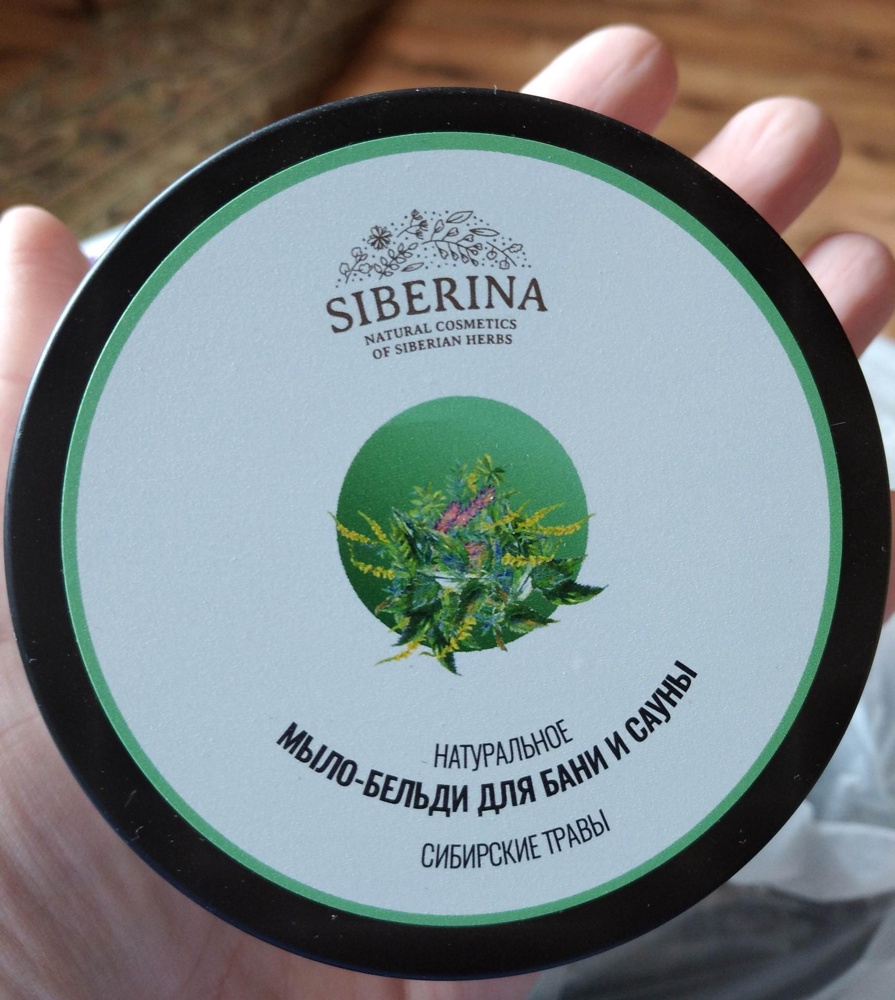 SIBERINA
NATURAL COSMETICS
OF SIBERIAN HERBS
НАТУРАЛЬНОЕ
МЫЛО-БЕЛЬДИ ДЛЯ БАНИ И САУНЫ
СИБИРСКИЕ ТРАВЫ